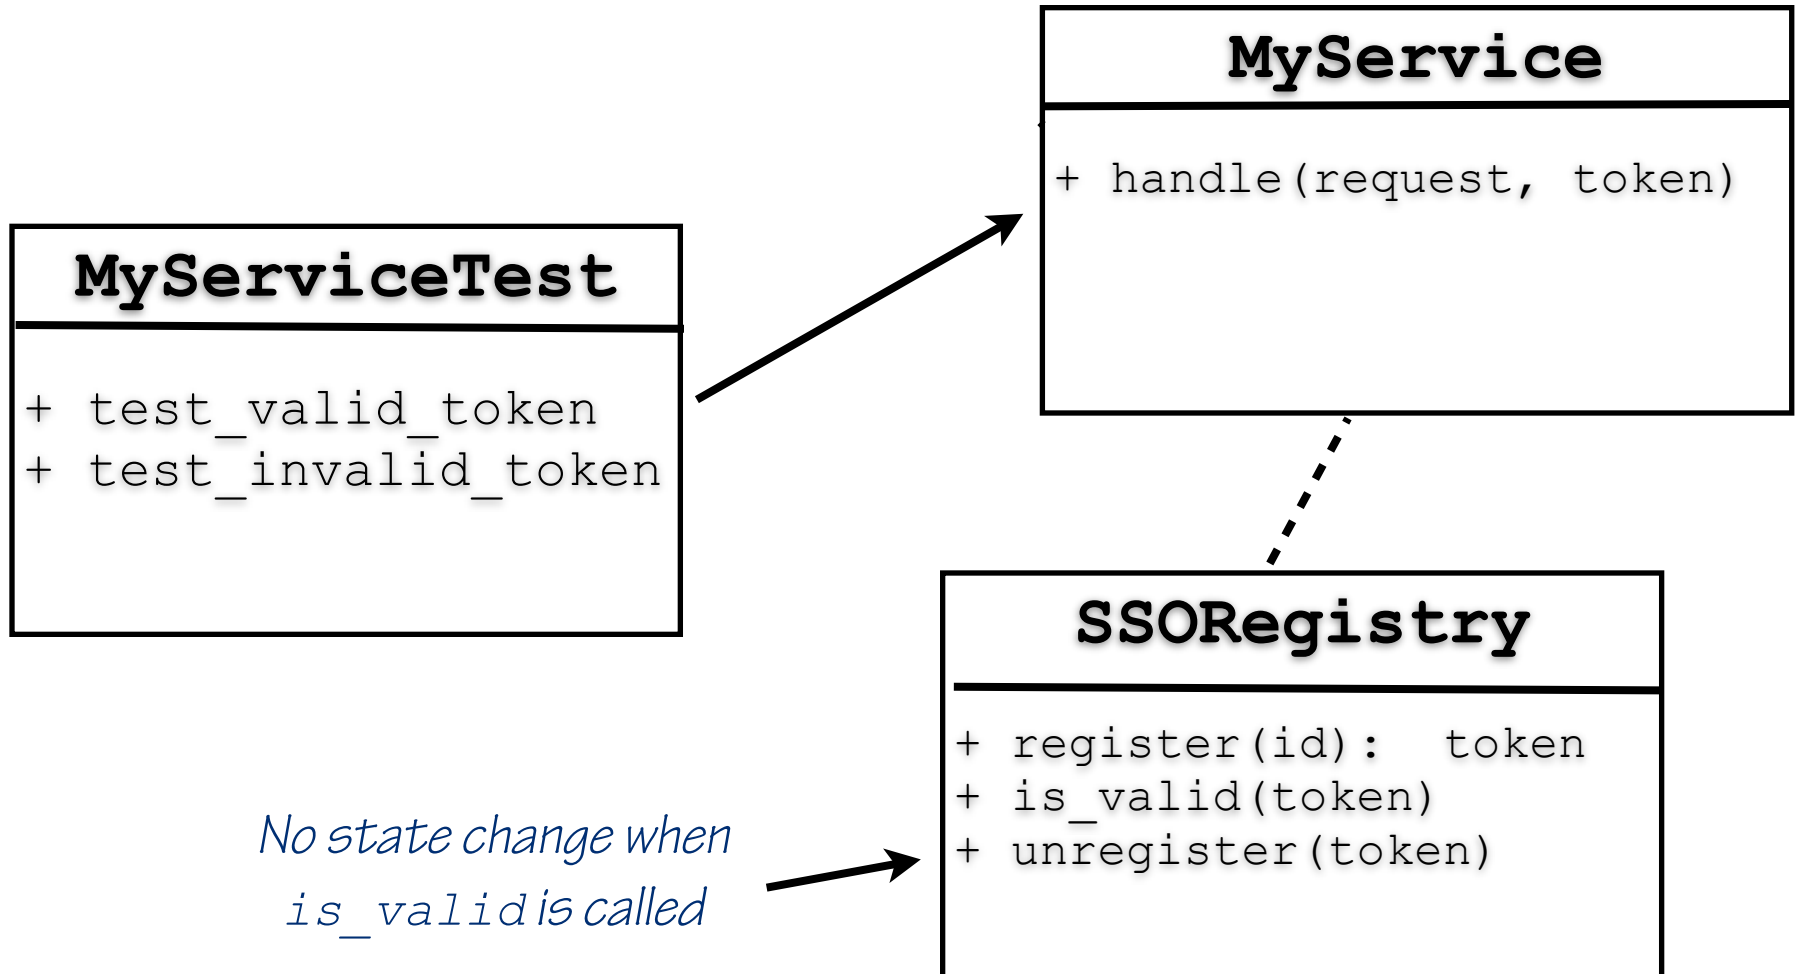 MyService
+ handle(request, token)
MyServiceTest
+ test_valid_token
+ test_invalid_token
SSORegistry
+ register(id): token
+ is_valid(token)
+ unregister(token)
No state change when
is_valid is called